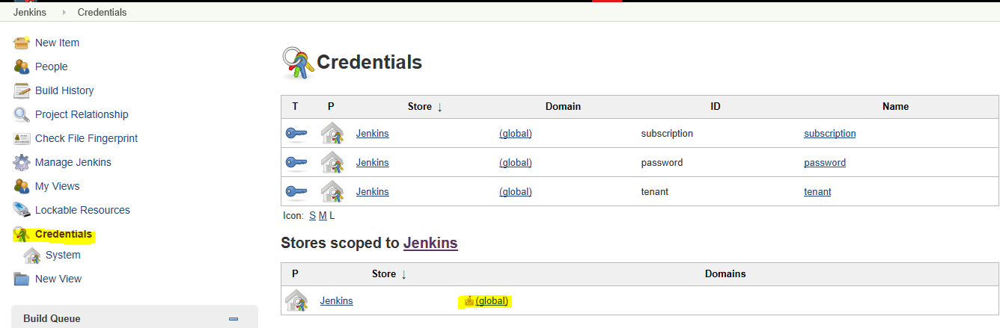 Jenkins Credentials
New Item
People
Build History
Project Relationship
Check File Fingerprint
Manage Jenkins
My Views
Lockable Resources
Credentials
System
New View
Build Queue
Credentials
T P Store ↓ Domain ID Name
Jenkins (global) subscription subscription
Jenkins (global) password password
Jenkins (global) tenant tenant
Icon: S M L
Stores scoped to Jenkins
P Store ↓ Domains
Jenkins (global)